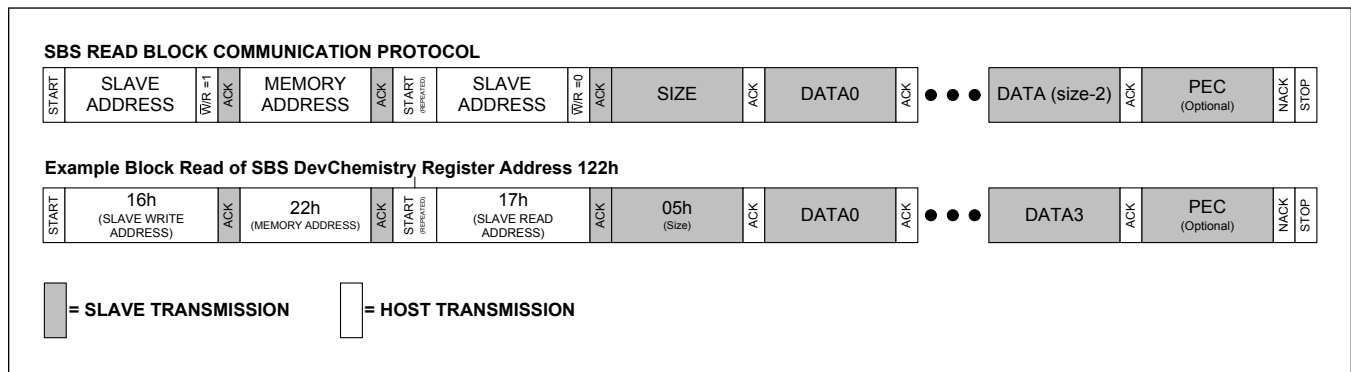 SBS READ BLOCK COMMUNICATION PROTOCOL
START
SLAVE
ADDRESS
W̅/R =1
ACK
MEMORY
ADDRESS
ACK
START
(REPEATED)
SLAVE
ADDRESS
W̅/R =0
ACK
SIZE
ACK
DATA0
ACK
● ● ●
DATA (size-2)
ACK
PEC
(Optional)
NACK
STOP
Example Block Read of SBS DevChemistry Register Address 122h
START
16h
(SLAVE WRITE
ADDRESS)
ACK
22h
(MEMORY ADDRESS)
ACK
START
(REPEATED)
17h
(SLAVE READ
ADDRESS)
ACK
05h
(Size)
ACK
DATA0
ACK
● ● ●
DATA3
ACK
PEC
(Optional)
NACK
STOP
= SLAVE TRANSMISSION
= HOST TRANSMISSION